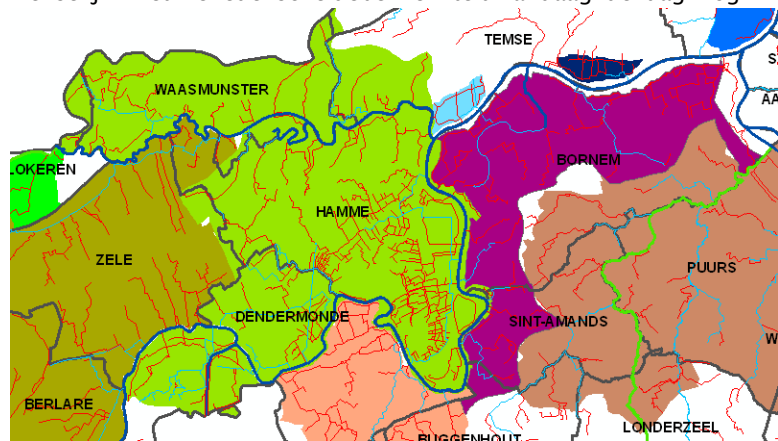 TEMSE
WAASMUNSTER
LOKEREN
BORNEM
HAMME
ZELE
PUURS
DENDERMONDE
SINT-AMANDS
BERLARE
LONDERZEEL
BUGGENHOUT